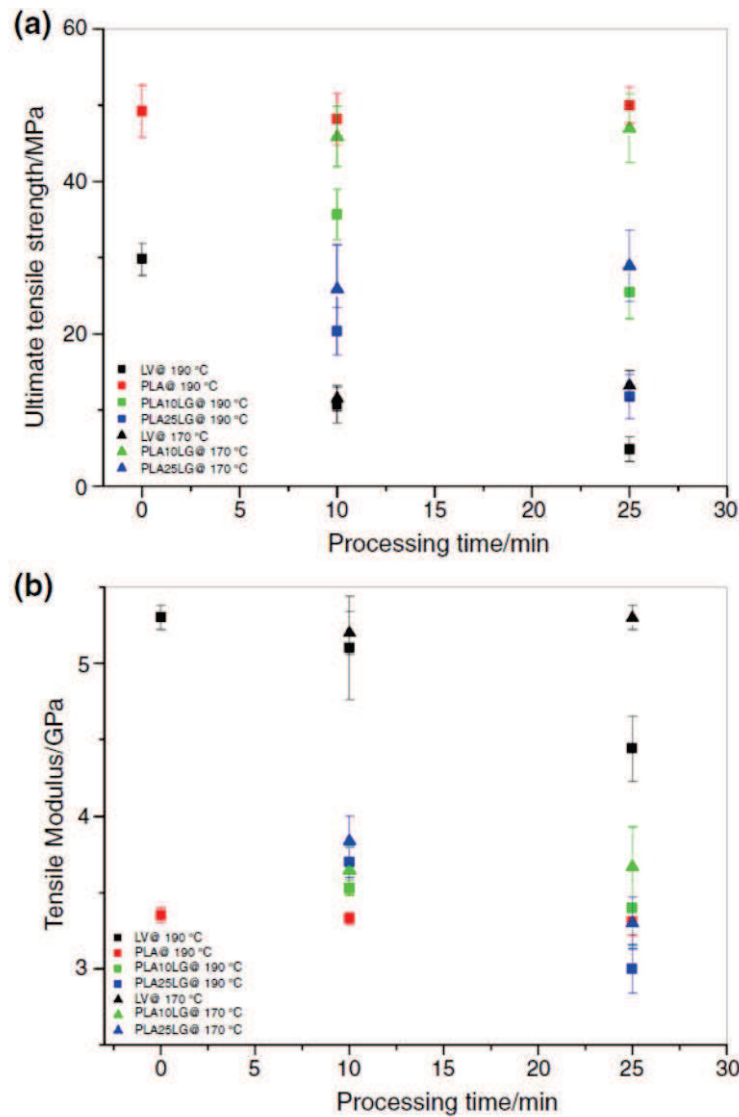 (a)
60
40
20
0
Ultimate tensile strength/MPa
LV@ 190 °C
PLA@ 190 °C
PLA10LG@ 190 °C
PLA25LG@ 190 °C
LV@ 170 °C
PLA10LG@ 170 °C
PLA25LG@ 170 °C
0 5 10 15 20 25 30
Processing time/min
(b)
5
4
3
Tensile Modulus/GPa
LV@ 190 °C
PLA@ 190 °C
PLA10LG@ 190 °C
PLA25LG@ 190 °C
LV@ 170 °C
PLA10LG@ 170 °C
PLA25LG@ 170 °C
0 5 10 15 20 25 30
Processing time/min